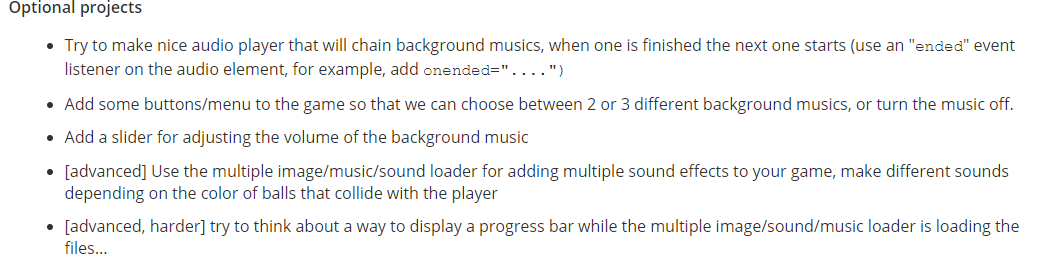 Optional projects
• Try to make nice audio player that will chain background musics, when one is finished the next one starts (use an "ended" event
listener on the audio element, for example, add onended="....")
• Add some buttons/menu to the game so that we can choose between 2 or 3 different background musics, or turn the music off.
• Add a slider for adjusting the volume of the background music
• [advanced] Use the multiple image/music/sound loader for adding multiple sound effects to your game, make different sounds
depending on the color of balls that collide with the player
• [advanced, harder] try to think about a way to display a progress bar while the multiple image/sound/music loader is loading the
files...